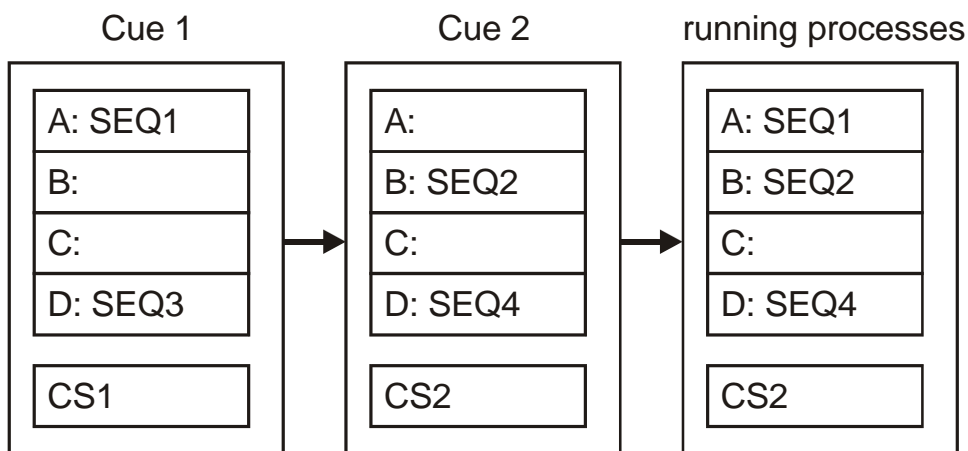 Cue 1
A: SEQ1
B:
C:
D: SEQ3
CS1
Cue 2
A:
B: SEQ2
C:
D: SEQ4
CS2
running processes
A: SEQ1
B: SEQ2
C:
D: SEQ4
CS2